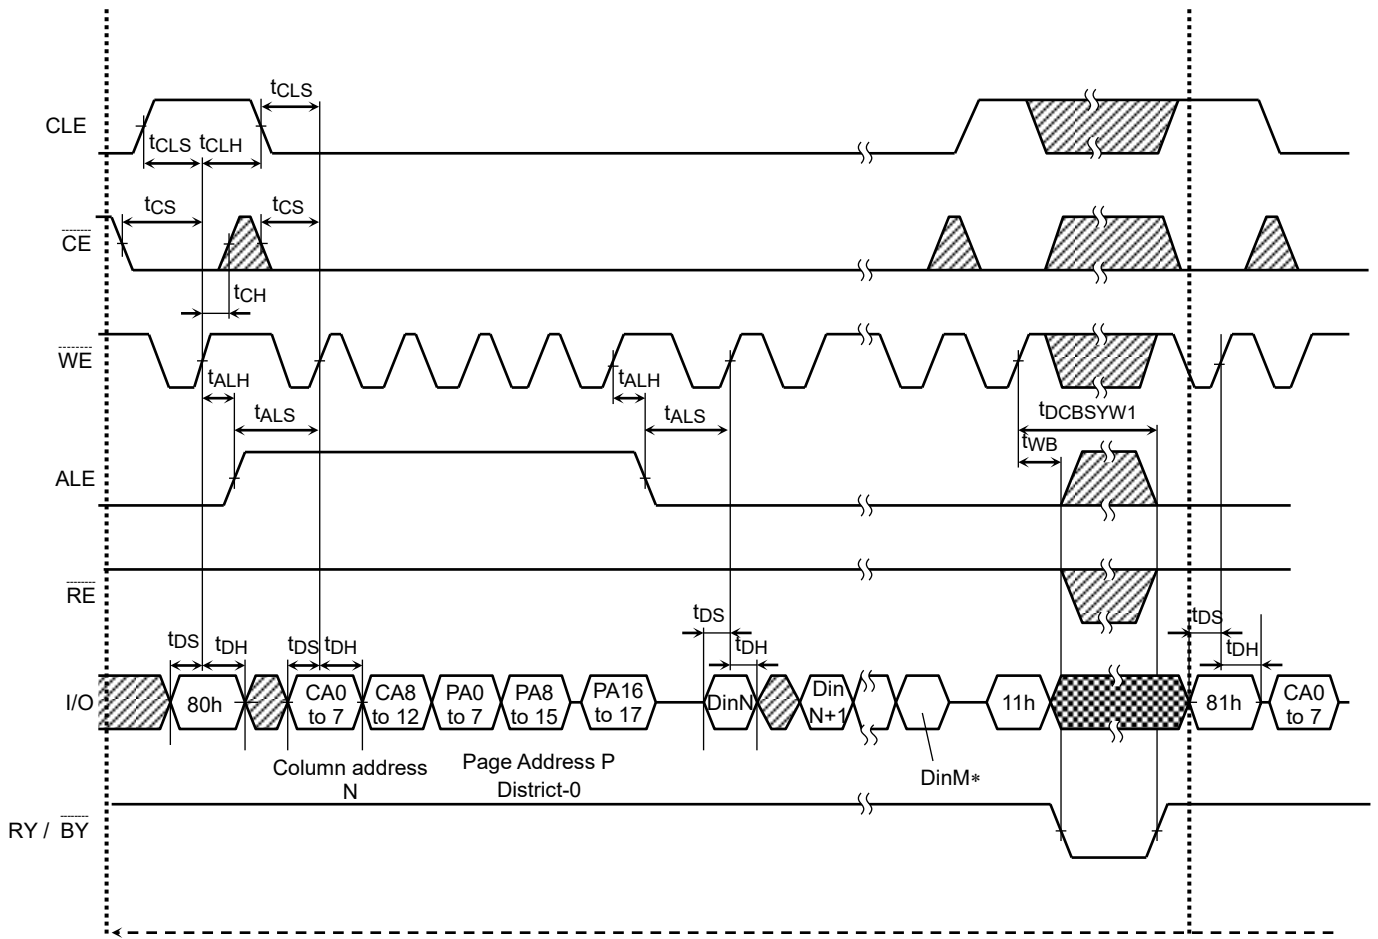 tCLS
CLE
tCLS tCLH
tCS tCS
CE
tCH
WE
tALH tALH
tALS tALS tDCBSYW1
tWB
ALE
RE
tDS tDS
tDS tDH tDS tDH tDH tDH
I/O 80h CA0 to 7 CA8 to 12 PA0 to 7 PA8 to 15 PA16 to 17 DinN Din N+1 11h 81h CA0 to 7
Column address
N
Page Address P
District-0
DinM*
RY / BY